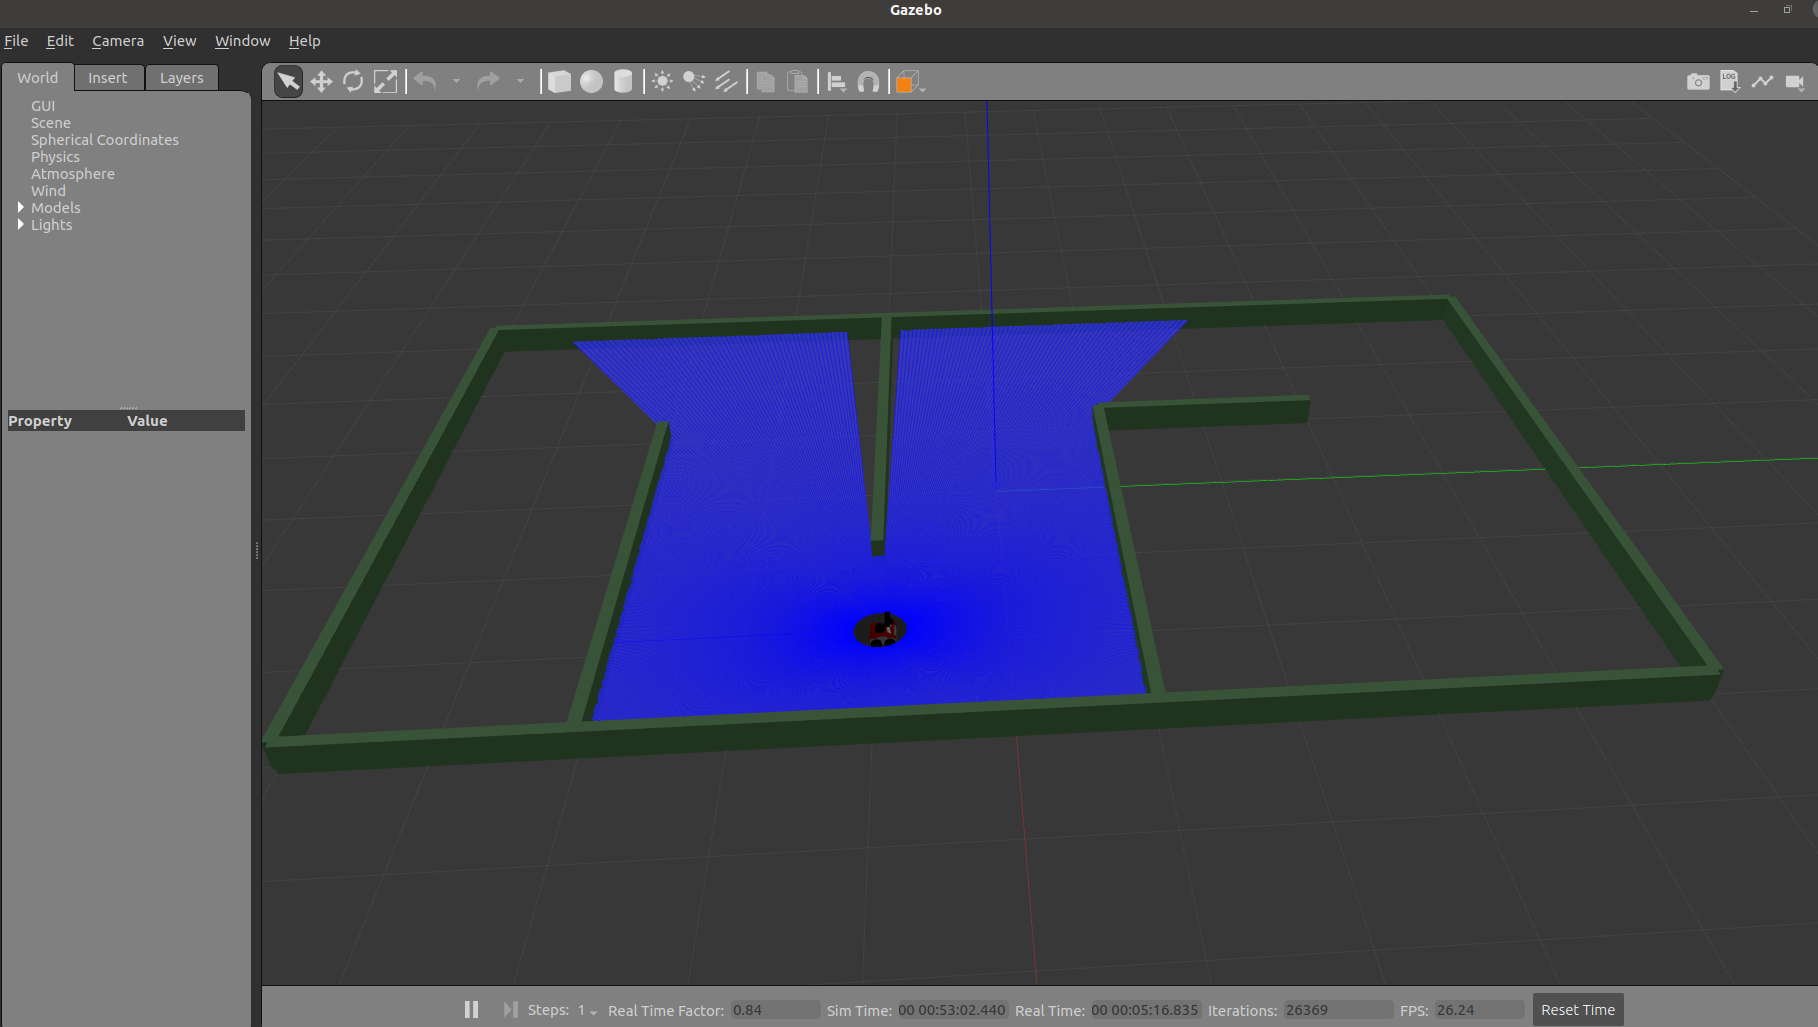 Gazebo
File Edit Camera View Window Help
World Insert Layers
LOG
GUI
Scene
Spherical Coordinates
Physics
Atmosphere
Wind
Models
Lights
Property Value
Steps: 1 Real Time Factor: 0.84 Sim Time: 00 00:53:02.440 Real Time: 00 00:05:16.835 Iterations: 26369 FPS: 26.24 Reset Time